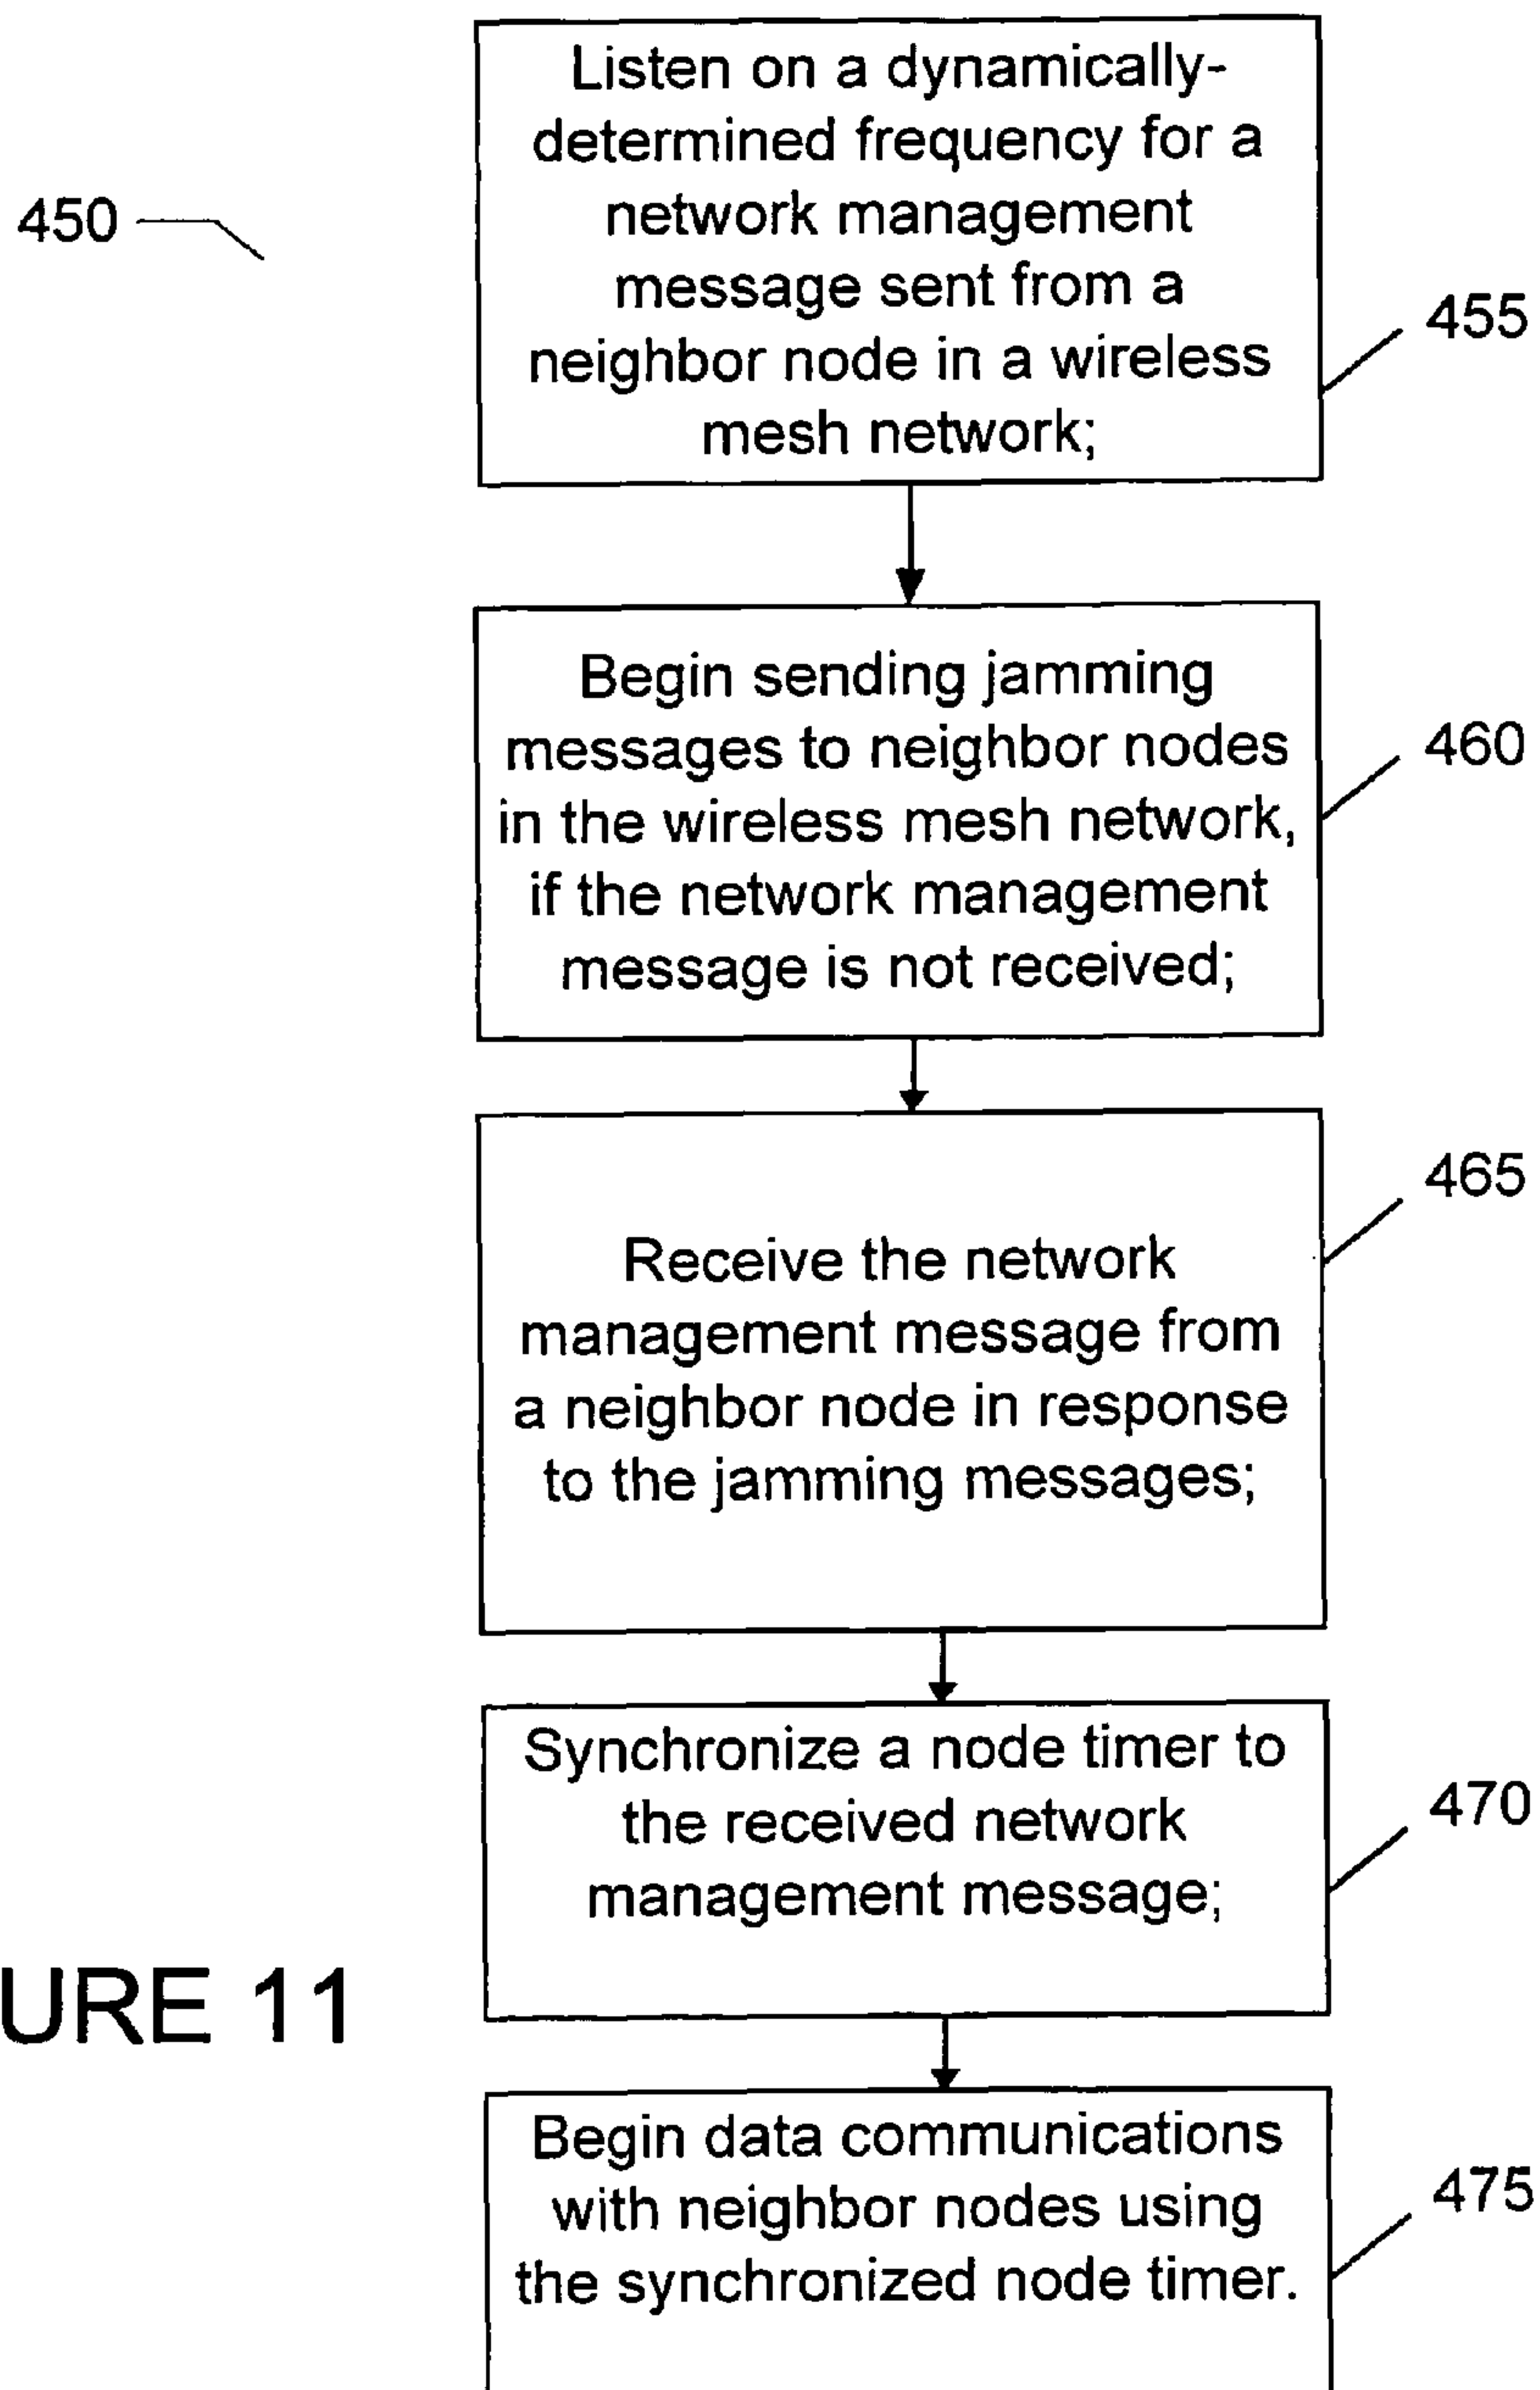 450
Listen on a dynamically-
determined frequency for a
network management
message sent from a
neighbor node in a wireless
mesh network;
455
Begin sending jamming
messages to neighbor nodes
in the wireless mesh network,
if the network management
message is not received;
460
Receive the network
management message from
a neighbor node in response
to the jamming messages;
465
Synchronize a node timer to
the received network
management message;
470
Begin data communications
with neighbor nodes using
the synchronized node timer.
475
URE 11